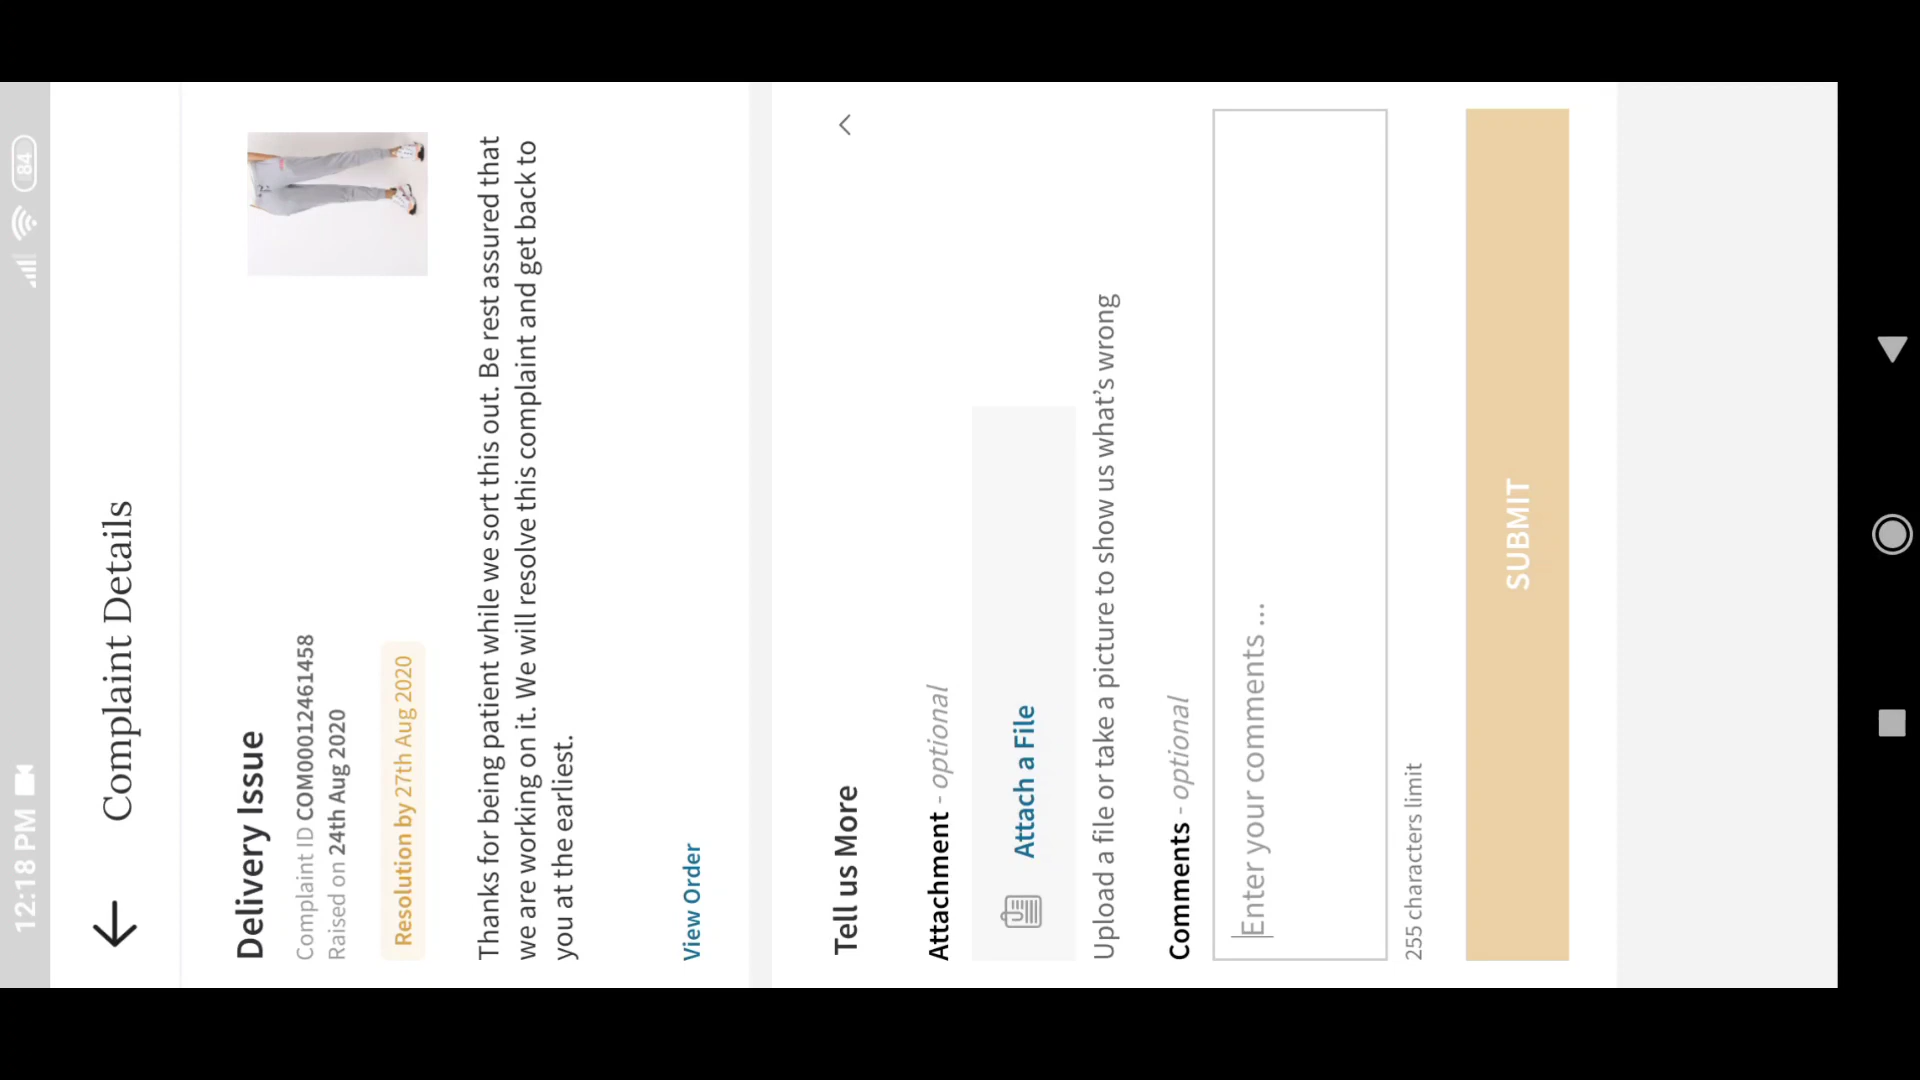 12:18 PM
84
Complaint Details
Delivery Issue
Complaint ID COM00012461458
Raised on 24th Aug 2020
Resolution by 27th Aug 2020
Thanks for being patient while we sort this out. Be rest assured that
we are working on it. We will resolve this complaint and get back to
you at the earliest.
View Order
Tell us More
Attachment - optional
Attach a File
Upload a file or take a picture to show us what's wrong
Comments - optional
Enter your comments ...
255 characters limit
SUBMIT